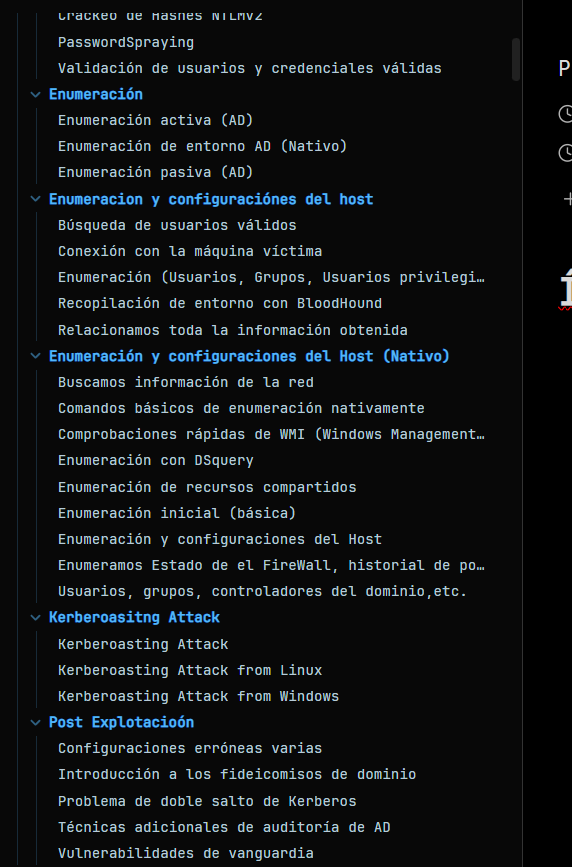 Crackeo de Hashes NTLMv2
PasswordSpraying
Validación de usuarios y credenciales válidas
Enumeración
Enumeración activa (AD)
Enumeración de entorno AD (Nativo)
Enumeración pasiva (AD)
Enumeracion y configuraciónes del host
Búsqueda de usuarios válidos
Conexión con la máquina víctima
Enumeración (Usuarios, Grupos, Usuarios privilegi…
Recopilación de entorno con BloodHound
Relacionamos toda la información obtenida
Enumeración y configuraciones del Host (Nativo)
Buscamos información de la red
Comandos básicos de enumeración nativamente
Comprobaciones rápidas de WMI (Windows Management…
Enumeración con DSquery
Enumeración de recursos compartidos
Enumeración inicial (básica)
Enumeración y configuraciones del Host
Enumeramos Estado de el FireWall, historial de po…
Usuarios, grupos, controladores del dominio,etc.
Kerberoasitng Attack
Kerberoasting Attack
Kerberoasting Attack from Linux
Kerberoasting Attack from Windows
Post Explotacioón
Configuraciones erróneas varias
Introducción a los fideicomisos de dominio
Problema de doble salto de Kerberos
Técnicas adicionales de auditoría de AD
Vulnerabilidades de vanguardia
P